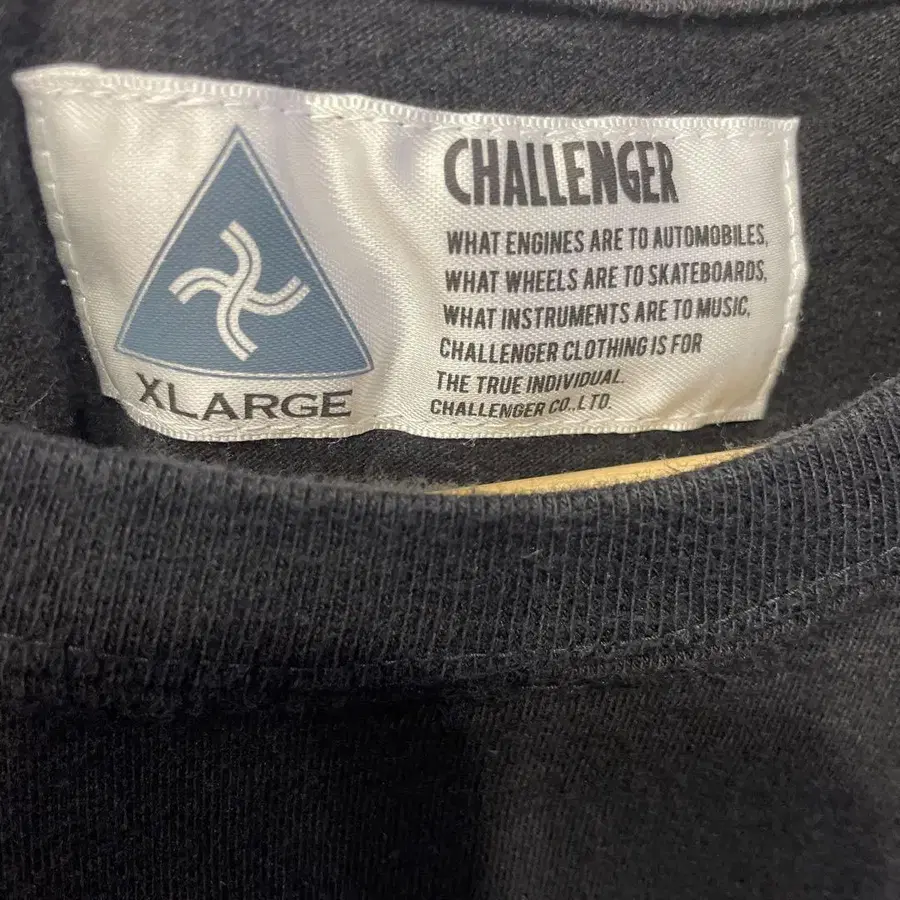 XLARGE
CHALLENGER
WHAT ENGINES ARE TO AUTOMOBILES,
WHAT WHEELS ARE TO SKATEBOARDS,
WHAT INSTRUMENTS ARE TO MUSIC,
CHALLENGER CLOTHING IS FOR
THE TRUE INDIVIDUAL.
CHALLENGER CO.,LTD.